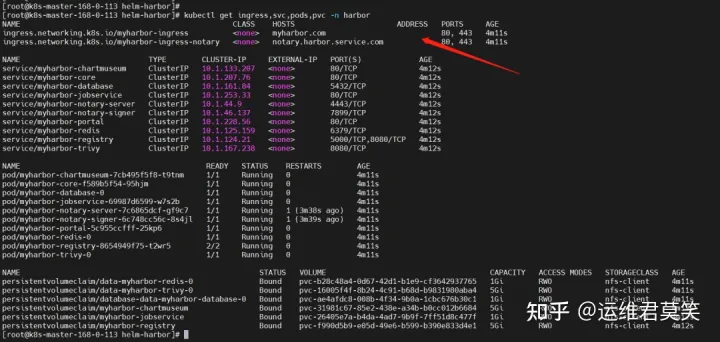 [root@k8s-master-168-0-113 helm-harbor]#
[root@k8s-master-168-0-113 helm-harbor]# kubectl get ingress,svc,pods,pvc -n harbor
NAME CLASS HOSTS ADDRESS PORTS AGE
ingress.networking.k8s.io/myharbor-ingress <none> myharbor.com 80, 443 4m11s
ingress.networking.k8s.io/myharbor-ingress-notary <none> notary.harbor.service.com 80, 443 4m11s
NAME TYPE CLUSTER-IP EXTERNAL-IP PORT(S) AGE
service/myharbor-chartmuseum ClusterIP 10.1.133.207 <none> 80/TCP 4m12s
service/myharbor-core ClusterIP 10.1.207.76 <none> 80/TCP 4m12s
service/myharbor-database ClusterIP 10.1.161.84 <none> 5432/TCP 4m12s
service/myharbor-jobservice ClusterIP 10.1.253.33 <none> 80/TCP 4m12s
service/myharbor-notary-server ClusterIP 10.1.44.9 <none> 4443/TCP 4m12s
service/myharbor-notary-signer ClusterIP 10.1.46.137 <none> 7899/TCP 4m12s
service/myharbor-portal ClusterIP 10.1.228.56 <none> 80/TCP 4m12s
service/myharbor-redis ClusterIP 10.1.125.159 <none> 6379/TCP 4m12s
service/myharbor-registry ClusterIP 10.1.124.21 <none> 5000/TCP,8080/TCP 4m12s
service/myharbor-trivy ClusterIP 10.1.167.238 <none> 8080/TCP 4m12s
NAME READY STATUS RESTARTS AGE
pod/myharbor-chartmuseum-7cb495f5f8-t9tnm 1/1 Running 0 4m11s
pod/myharbor-core-f589b5f54-95hjm 1/1 Running 0 4m11s
pod/myharbor-database-0 1/1 Running 0 4m11s
pod/myharbor-jobservice-69987d6599-w7s2b 1/1 Running 0 4m11s
pod/myharbor-notary-server-7c6865dcf-gf9c7 1/1 Running 1 (3m38s ago) 4m11s
pod/myharbor-notary-signer-6c748cc56c-8s4jl 1/1 Running 1 (3m39s ago) 4m11s
pod/myharbor-portal-5c955ccfff-25kp6 1/1 Running 0 4m11s
pod/myharbor-redis-0 1/1 Running 0 4m11s
pod/myharbor-registry-8654949f75-t2wr5 2/2 Running 0 4m11s
pod/myharbor-trivy-0 1/1 Running 0 4m11s
NAME STATUS VOLUME CAPACITY ACCESS MODES STORAGECLASS AGE
persistentvolumeclaim/data-myharbor-redis-0 Bound pvc-b28c48a4-0d67-42d1-b1e9-cf3642937765 1Gi RWO nfs-client 4m11s
persistentvolumeclaim/data-myharbor-trivy-0 Bound pvc-16005f4f-8b24-4c91-b68d-b9831980aba4 5Gi RWO nfs-client 4m11s
persistentvolumeclaim/database-data-myharbor-database-0 Bound pvc-ae4afdc8-008b-4f34-9b0a-1cbc676b30c1 1Gi RWO nfs-client 4m11s
persistentvolumeclaim/myharbor-chartmuseum Bound pvc-31981c67-85e2-438e-a34b-b0cc012b6684 5Gi RWO nfs-client
persistentvolumeclaim/myharbor-jobservice Bound pvc-26405e7a-b4da-4ad7-9b9f-7ff51d8c477f 1Gi RWO nfs-client
persistentvolumeclaim/myharbor-registry Bound pvc-f990d5b9-e05d-49e6-b599-b390e833d4e1 5Gi RWO nfs-client
[root@k8s-master-168-0-113 helm-harbor]#
知乎 @运维君莫笑